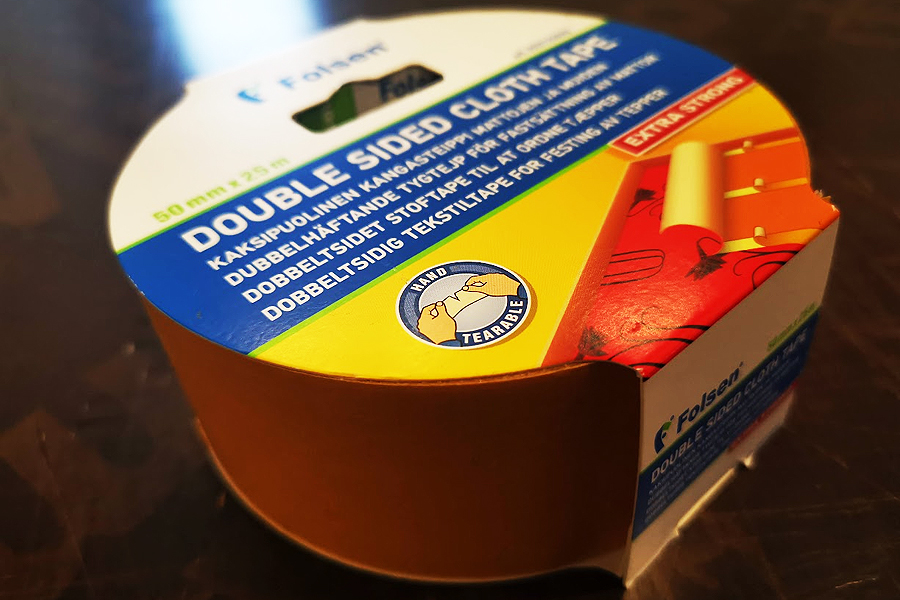 Folsen
50 mm x 25 m
DOUBLE SIDED CLOTH TAPE
KAKSIPUOLINEN KANGASTEIPPI MATTOJEN JA MUIDEN
DUBBELHÄFTANDE TYGTEJP FÖR FASTSÄTTNING AV MATTOR
DOBBELTSIDET STOFTAPE TIL AT ORDNE TÆPPER
DOBBELTSIDIG TEKSTILTAPE FOR FESTING AV TEPPER
EXTRA STRONG
HAND
TEARABLE
Folsen
DOUBLE SIDED CLOTH TAPE